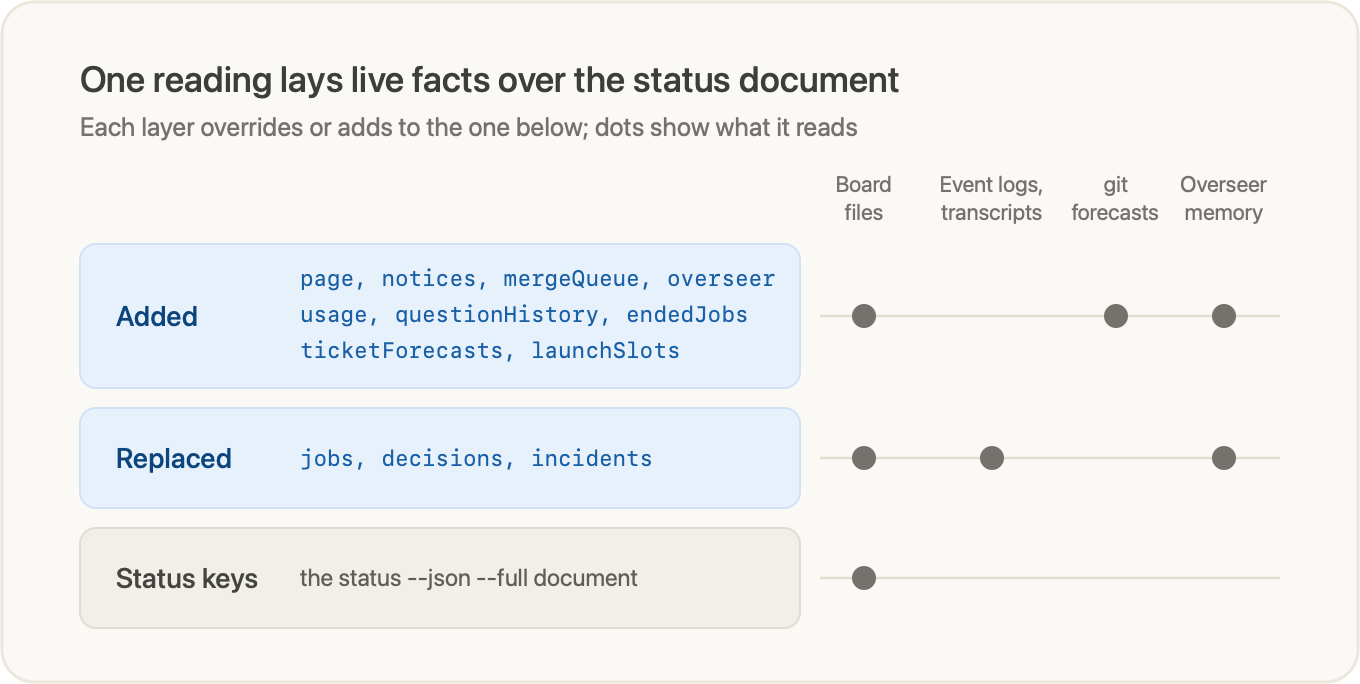 One reading lays live facts over the status document
Each layer overrides or adds to the one below; dots show what it reads
Board
files
Event logs,
transcripts
git
forecasts
Overseer
memory
Added
page, notices, mergeQueue, overseer
usage, questionHistory, endedJobs
ticketForecasts, launchSlots
Replaced
jobs, decisions, incidents
Status keys
the status --json --full document